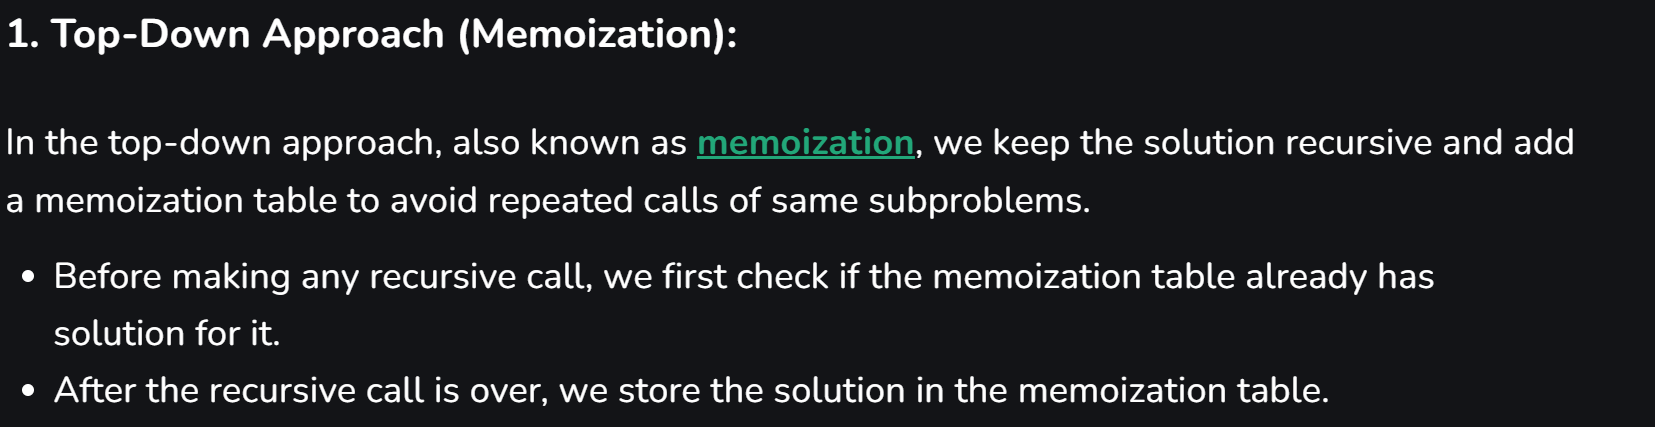 1. Top-Down Approach (Memoization):
In the top-down approach, also known as memoization, we keep the solution recursive and add
a memoization table to avoid repeated calls of same subproblems.
• Before making any recursive call, we first check if the memoization table already has
solution for it.
• After the recursive call is over, we store the solution in the memoization table.